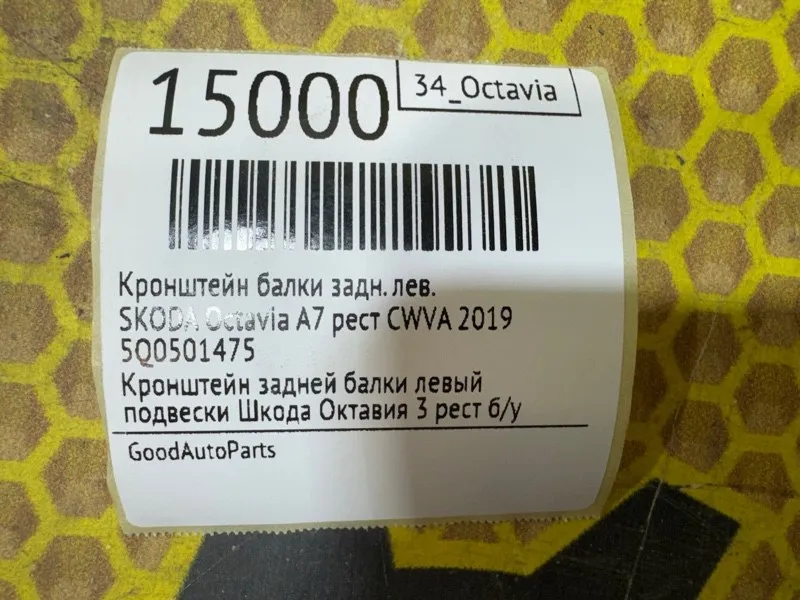 15000
34_Octavia
Кронштейн балки задн. лев.
SKODA Octavia A7 рест CWVA 2019
5Q0501475
Кронштейн задней балки левый
подвески Шкода Октавия 3 рест б/у
GoodAutoParts